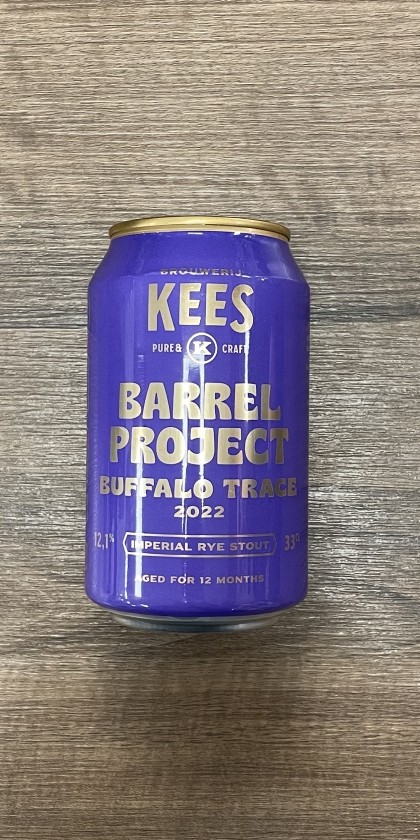 BROUWERIJ
KEES
PURE & K CRAFT
BARREL
PROJECT
BUFFALO TRACE
2022
12,1% IMPERIAL RYE STOUT 33cl
AGED FOR 12 MONTHS